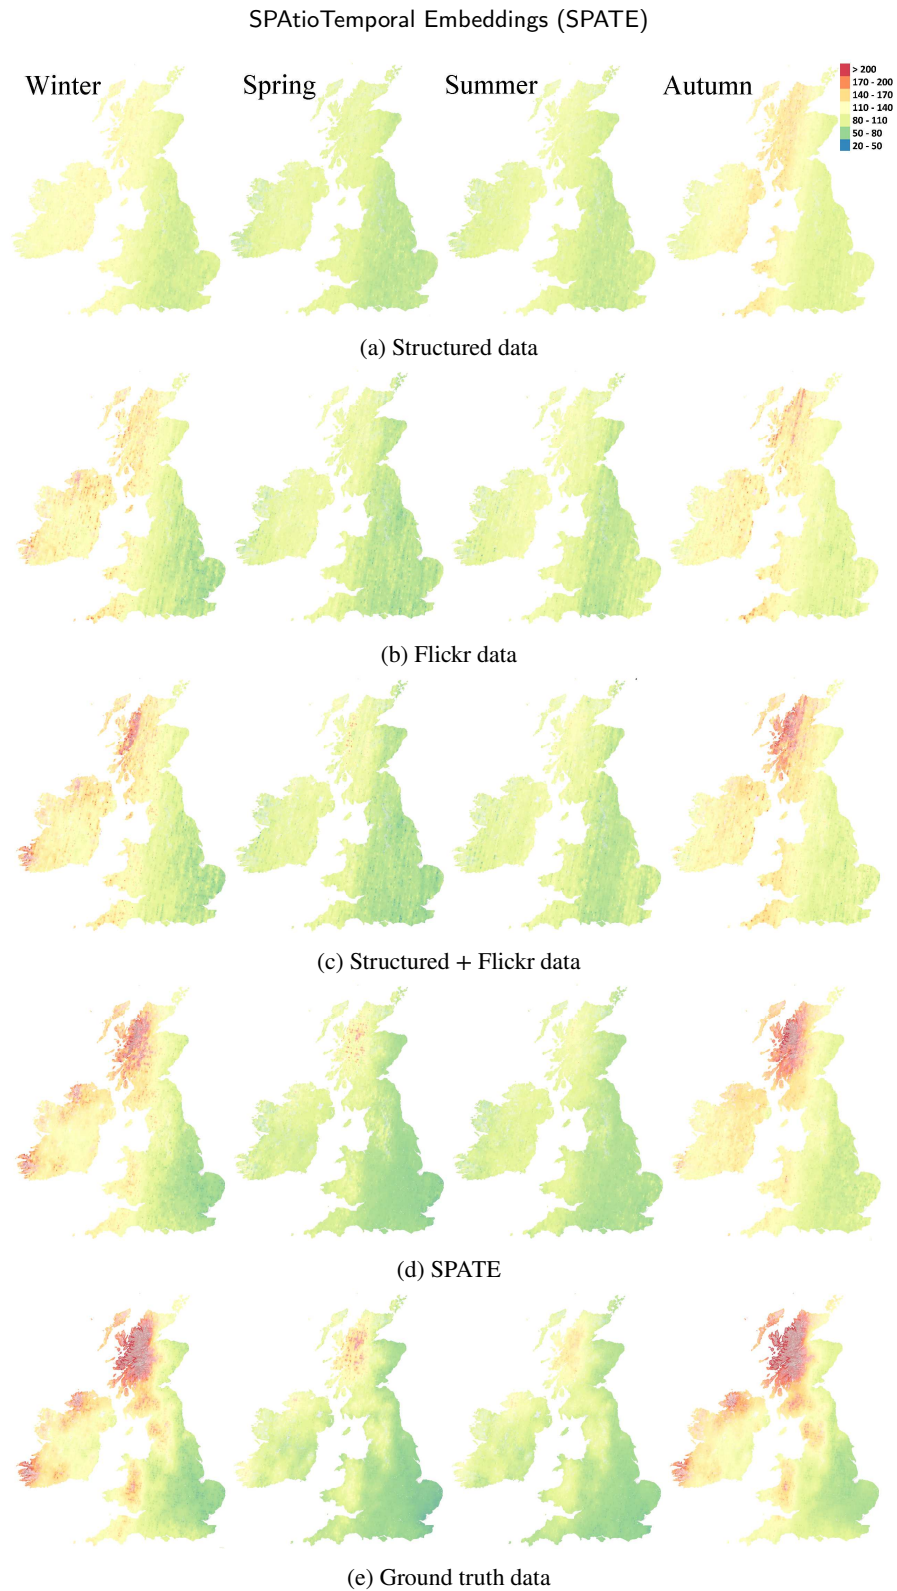 SPAtioTemporal Embeddings (SPATE)
Winter Spring Summer Autumn
> 200
170 - 200
140 - 170
110 - 140
80 - 110
50 - 80
20 - 50
(a) Structured data
(b) Flickr data
(c) Structured + Flickr data
(d) SPATE
(e) Ground truth data